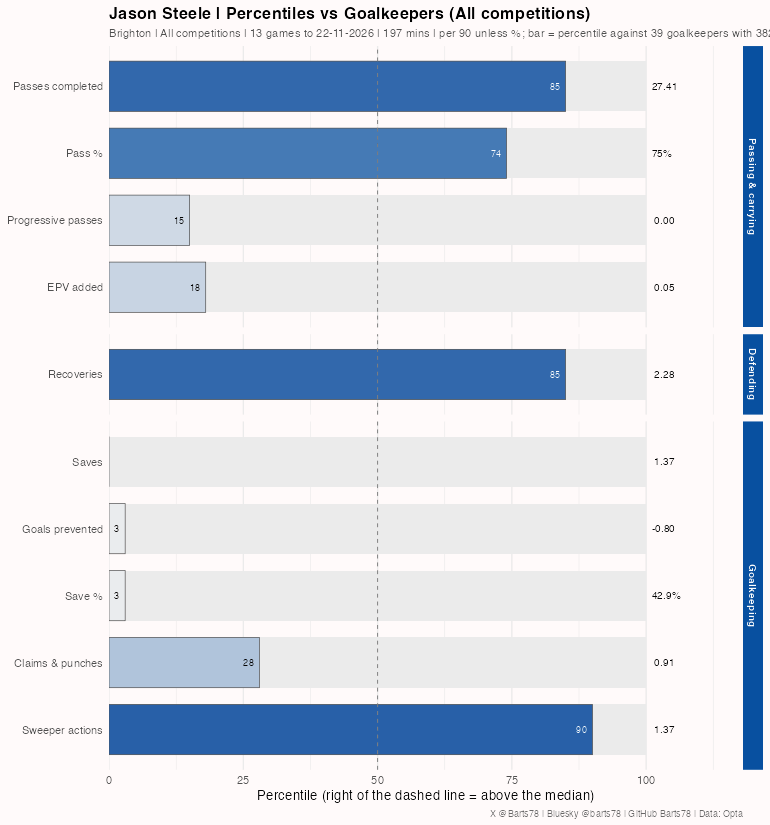 Jason Steele | Percentiles vs Goalkeepers (All competitions)
Brighton | All competitions | 13 games to 22-11-2026 | 197 mins | per 90 unless %; bar = percentile against 39 goalkeepers with 382
Passes completed 85 27.41
Pass % 74 75%
Progressive passes 15 0.00
EPV added 18 0.05
Passing & carrying
Recoveries 85 2.28
Defending
Saves 1.37
Goals prevented 3 -0.80
Save % 3 42.9%
Claims & punches 28 0.91
Sweeper actions 90 1.37
Goalkeeping
0 25 50 75 100
Percentile (right of the dashed line = above the median)
X @Barts78 | Bluesky @barts78 | GitHub Barts78 | Data: Opta